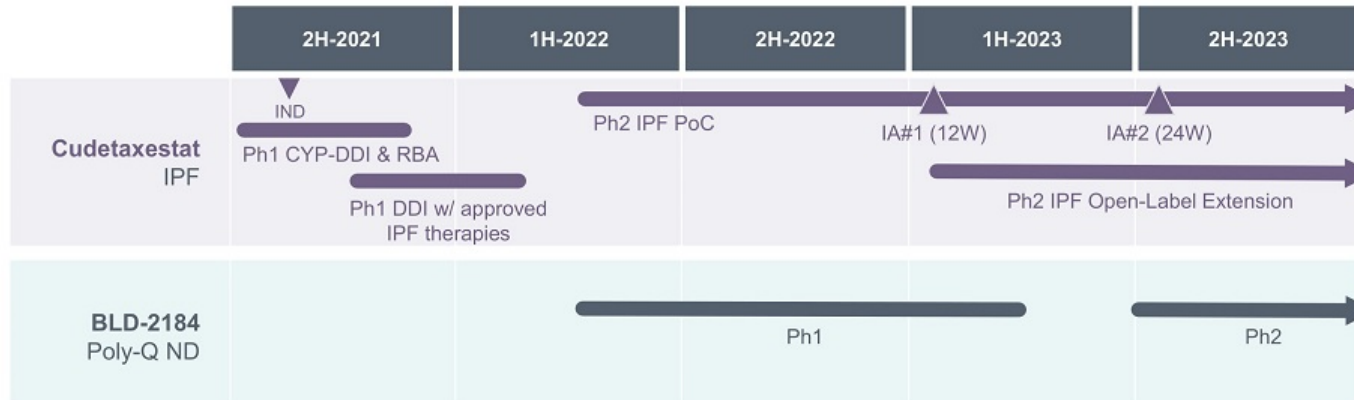 2H-2021
1H-2022
2H-2022
1H-2023
2H-2023
Cudetaxestat
IPF
IND
Ph1 CYP-DDI & RBA
Ph1 DDI w/ approved
IPF therapies
Ph2 IPF PoC
IA#1 (12W)
IA#2 (24W)
Ph2 IPF Open-Label Extension
BLD-2184
Poly-Q ND
Ph1
Ph2